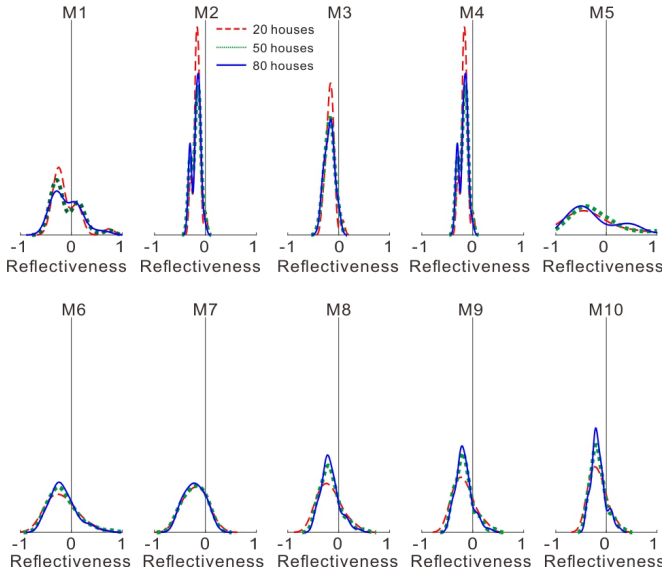 M1 M2 M3 M4 M5
20 houses
50 houses
80 houses
-1 0 1 -1 0 1 -1 0 1 -1 0 1 -1 0 1
Reflectiveness Reflectiveness Reflectiveness Reflectiveness Reflectiveness
M6 M7 M8 M9 M10
-1 0 1 -1 0 1 -1 0 1 -1 0 1 -1 0 1
Reflectiveness Reflectiveness Reflectiveness Reflectiveness Reflectiveness